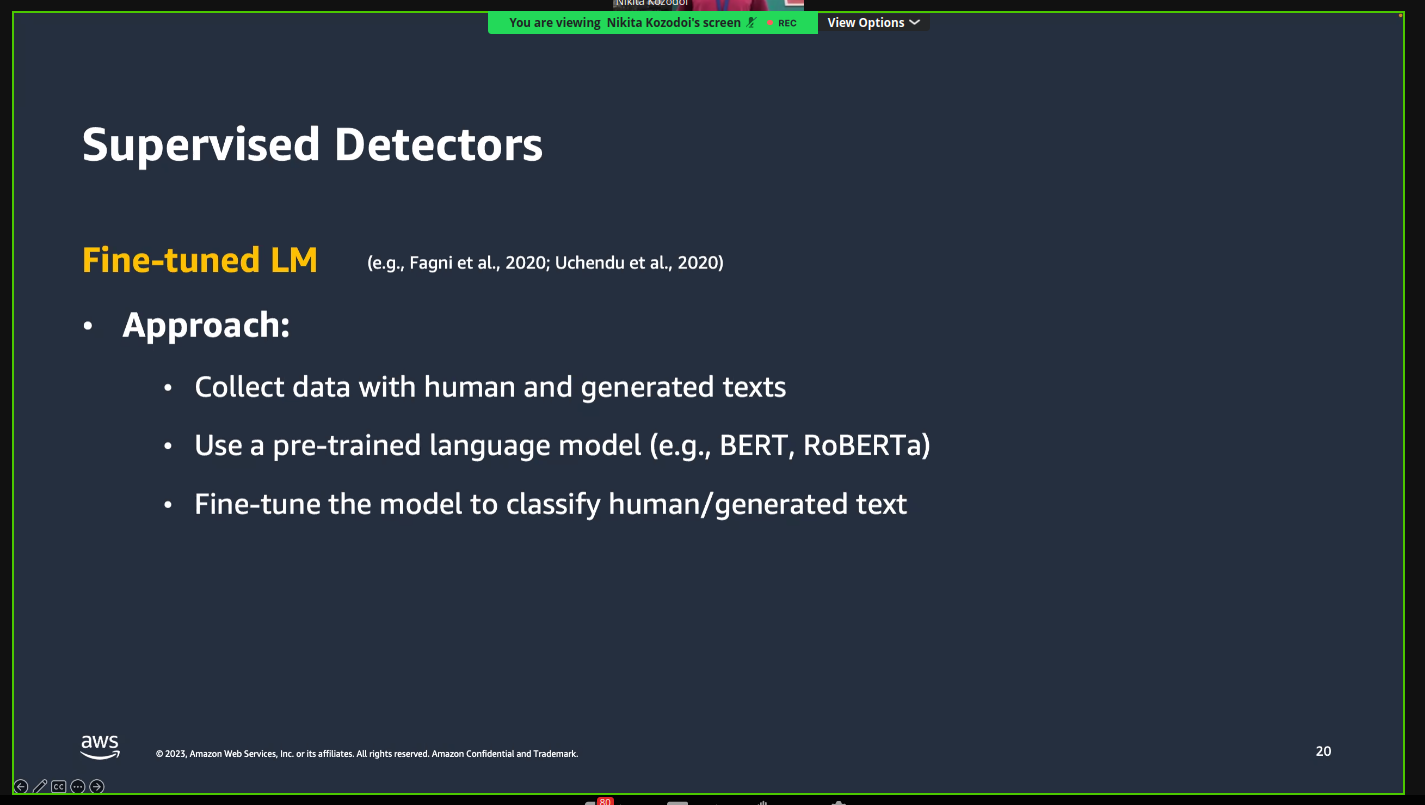 Nikita Kozodoi
You are viewing Nikita Kozodoi's screen REC View Options
Supervised Detectors
Fine-tuned LM (e.g., Fagni et al., 2020; Uchendu et al., 2020)
• Approach:
• Collect data with human and generated texts
• Use a pre-trained language model (e.g., BERT, RoBERTa)
• Fine-tune the model to classify human/generated text
aws
© 2023, Amazon Web Services, Inc. or its affiliates. All rights reserved. Amazon Confidential and Trademark.
20
CC
80